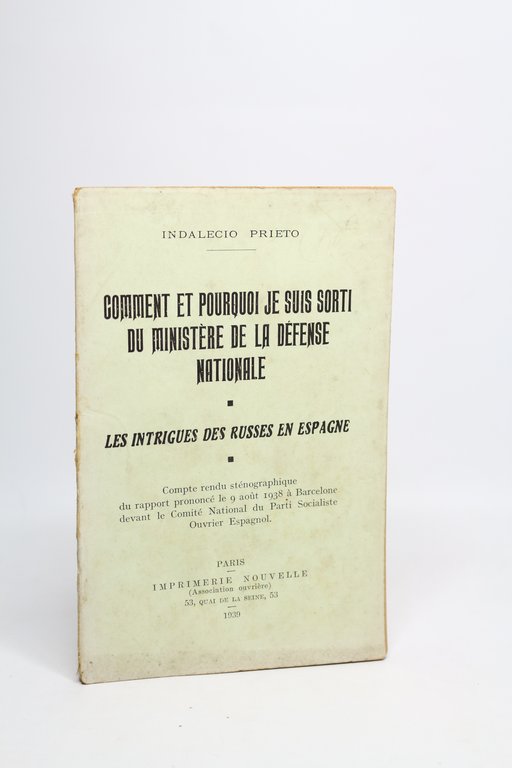 INDALECIO PRIETO
COMMENT ET POURQUOI JE SUIS SORTI
DU MINISTÈRE DE LA DÉFENSE
NATIONALE
LES INTRIGUES DES RUSSES EN ESPAGNE
Compte rendu sténographique
du rapport prononcé le 9 août 1938 à Barcelone
devant le Comité National du Parti Socialiste
Ouvrier Espagnol.
PARIS
IMPRIMERIE NOUVELLE
(Association ouvrière)
53, QUAI DE LA SEINE, 53
1939